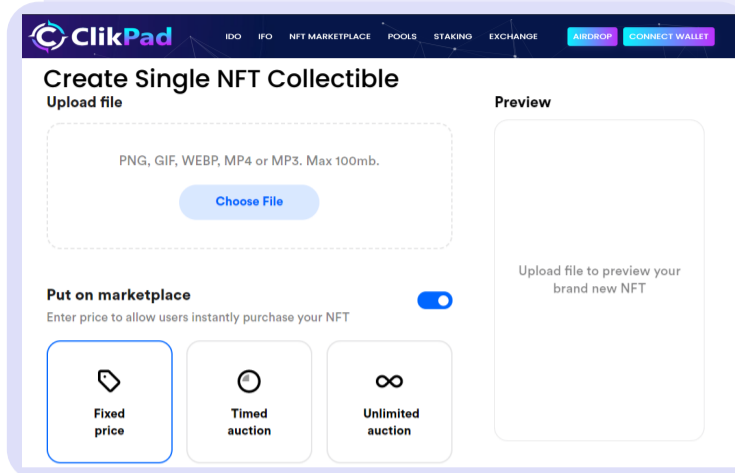 ClikPad
IDO IFO NFT MARKETPLACE POOLS STAKING EXCHANGE AIRDROP CONNECT WALLET
Create Single NFT Collectible
Upload file
PNG, GIF, WEBP, MP4 or MP3. Max 100mb.
Choose File
Put on marketplace
Enter price to allow users instantly purchase your NFT
Fixed
price
Timed
auction
Unlimited
auction
Preview
Upload file to preview your
brand new NFT